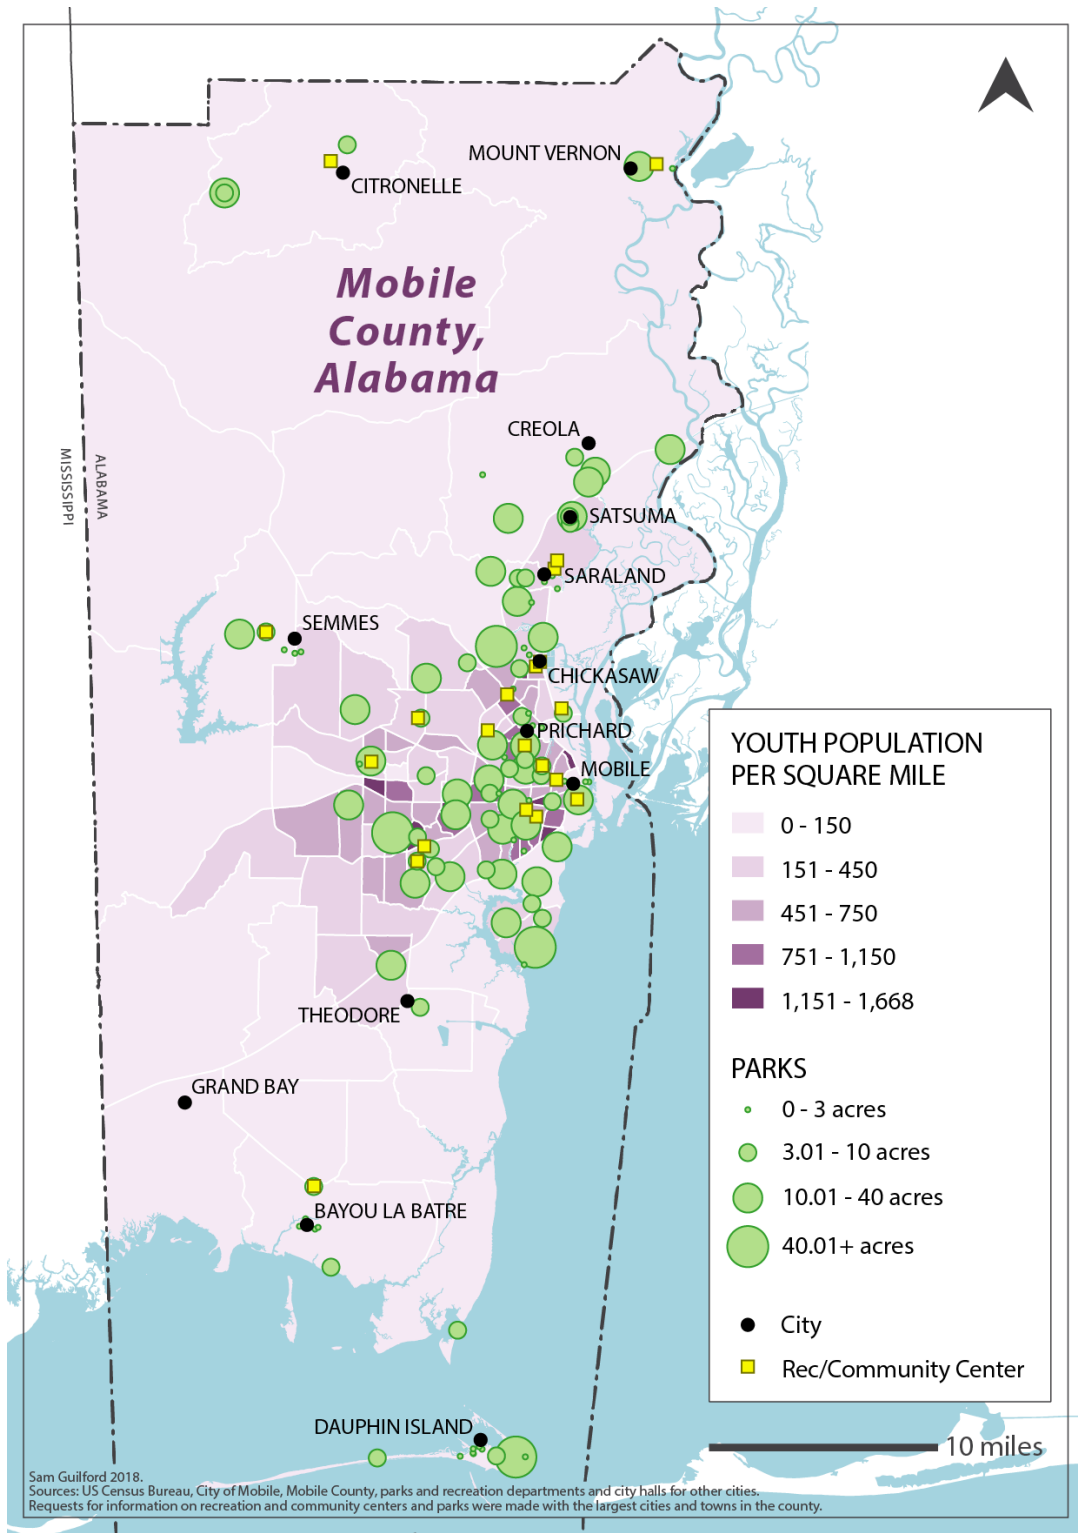 MOUNT VERNON
CITRONELLE
Mobile
County,
Alabama
CREOLA
MISSISSIPPI
ALABAMA
SATSUMA
SARALAND
SEMMES
CHICKASAW
PRICHARD
MOBILE
THEODORE
GRAND BAY
BAYOU LA BATRE
DAUPHIN ISLAND
YOUTH POPULATION
PER SQUARE MILE
0 - 150
151 - 450
451 - 750
751 - 1,150
1,151 - 1,668
PARKS
0 - 3 acres
3.01 - 10 acres
10.01 - 40 acres
40.01+ acres
City
Rec/Community Center
10 miles
Sam Guilford 2018.
Sources: US Census Bureau, City of Mobile, Mobile County, parks and recreation departments and city halls for other cities.
Requests for information on recreation and community centers and parks were made with the largest cities and towns in the county.